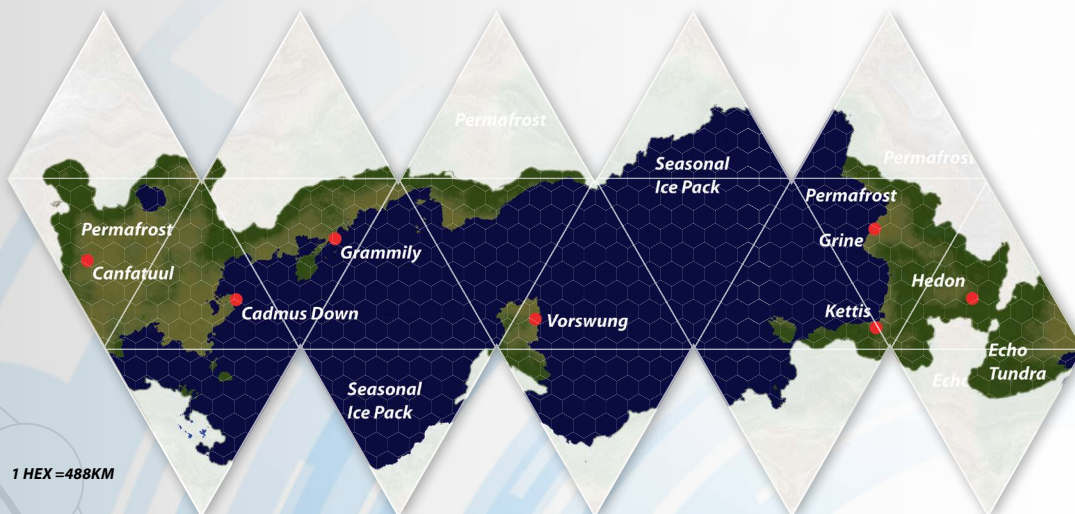 Permafrost
Permafrost
Seasonal
Ice Pack
Permafrost
Permafrost
Grine
Grammily
Canfatuul
Hedon
Cadmus Down
Kettis
Vorswung
Echo
Tundra
Echo
Seasonal
Ice Pack
1 HEX =488KM